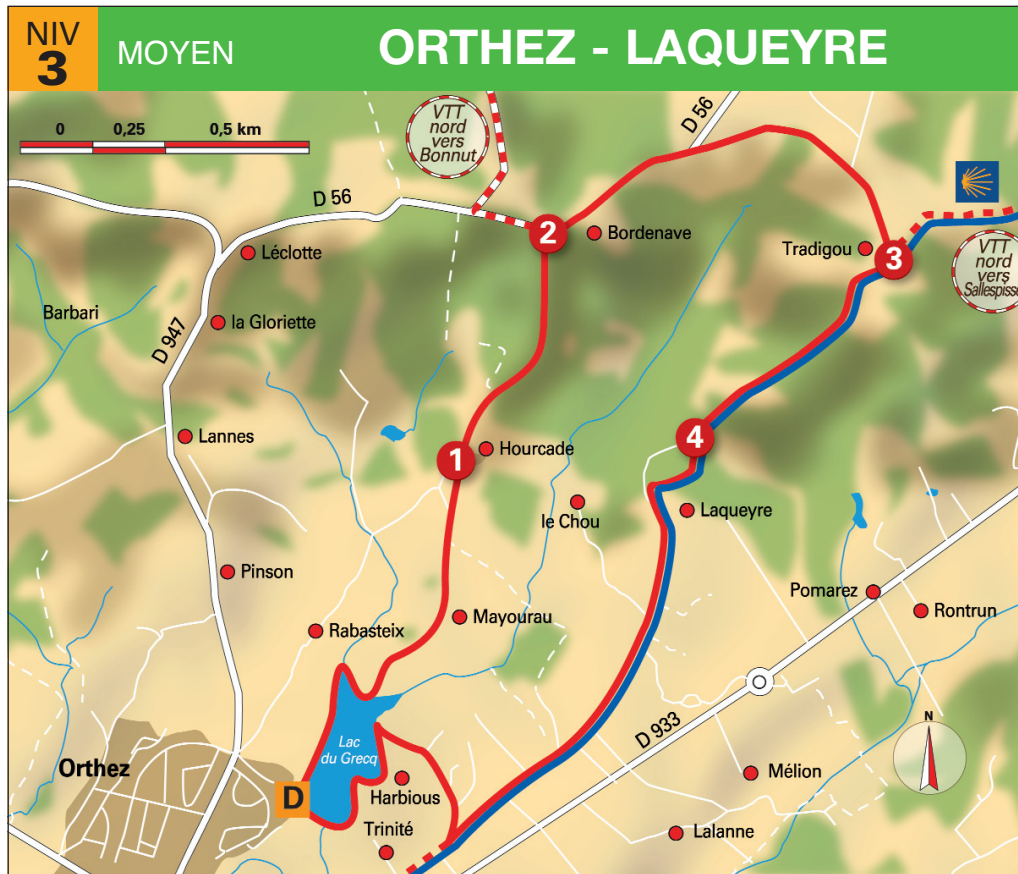 NIV
3
MOYEN
ORTHEZ - LAQUEYRE
0 0,25 0,5 km
VTT
nord
vers
Bonnut
D 56
D 56
2
Bordenave
Tradigou
3
VTT
nord
vers
Sallespisse
Léclotte
Barbari
la Gloriette
D 947
Lannes
1
Hourcade
4
le Chou
Laqueyre
Pinson
Pomarez
Rontrun
Mayourau
Rabasteix
D 933
N
Lac
du Grecq
Orthez
D
Harbious
Mélion
Trinité
Lalanne